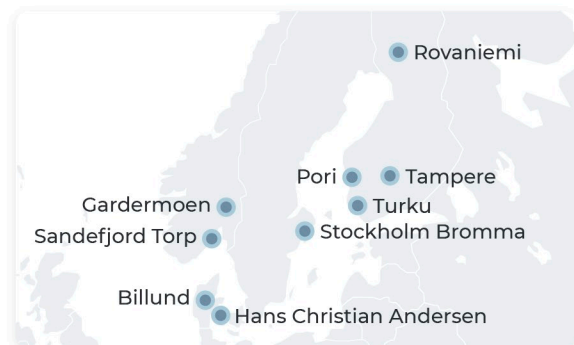 Rovaniemi
Pori
Tampere
Gardermoen
Turku
Sandefjord Torp
Stockholm Bromma
Billund
Hans Christian Andersen